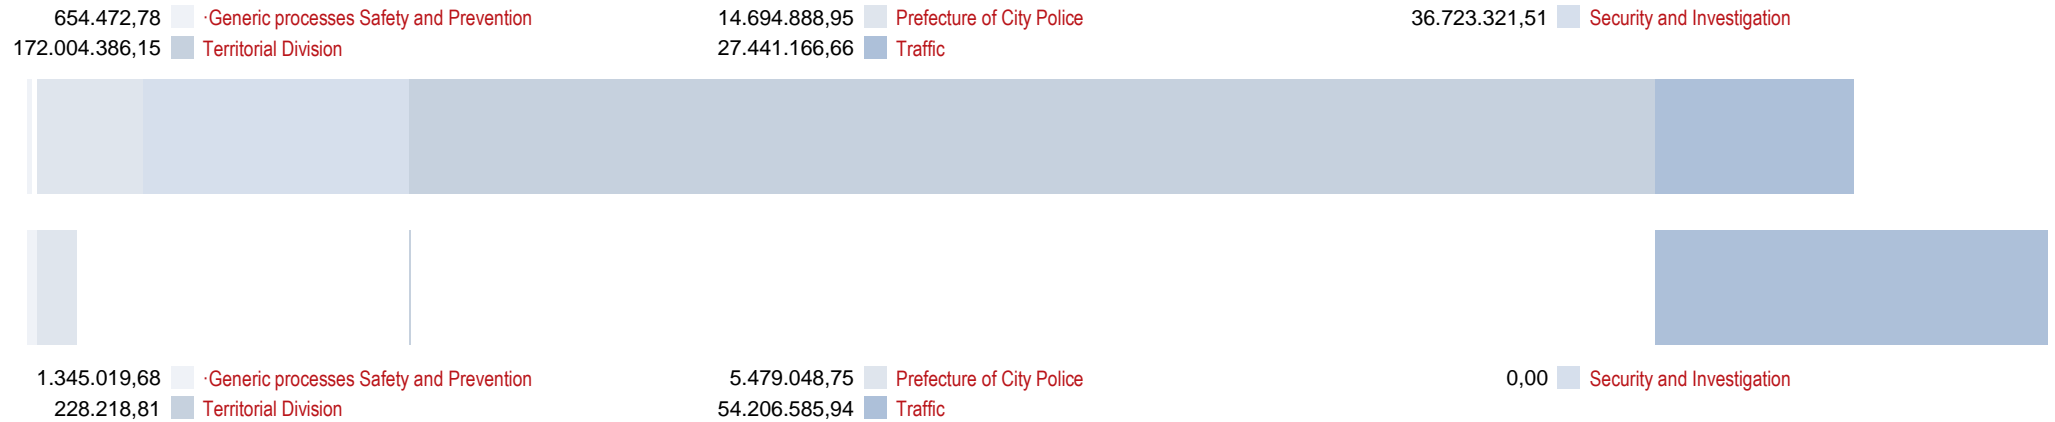 654.472,78 ·Generic processes Safety and Prevention 14.694.888,95 Prefecture of City Police 36.723.321,51 Security and Investigation
172.004.386,15 Territorial Division 27.441.166,66 Traffic
1.345.019,68 ·Generic processes Safety and Prevention 5.479.048,75 Prefecture of City Police 0,00 Security and Investigation
228.218,81 Territorial Division 54.206.585,94 Traffic